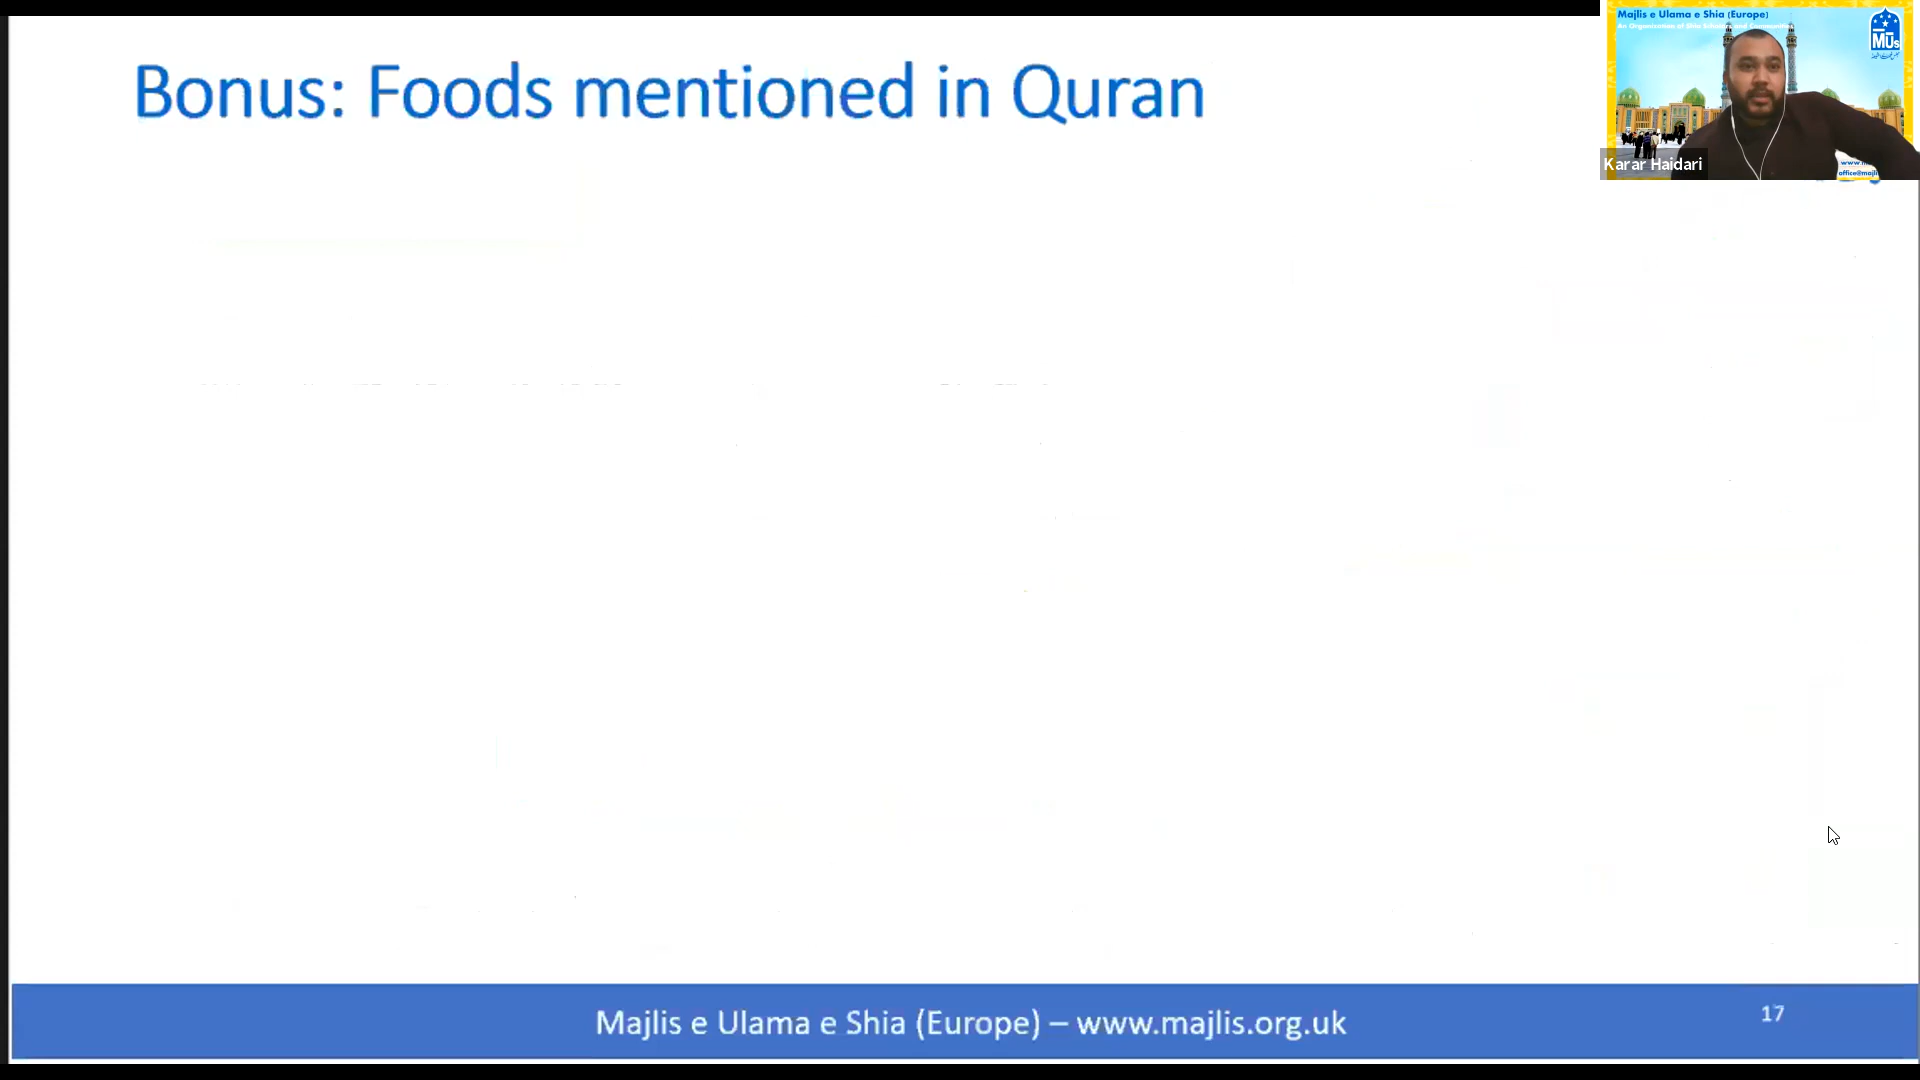 Bonus: Foods mentioned in Quran
Majlis e Ulama e Shia (Europe)
MUS
Karar Haidari
Majlis e Ulama e Shia (Europe) – www.majlis.org.uk
17